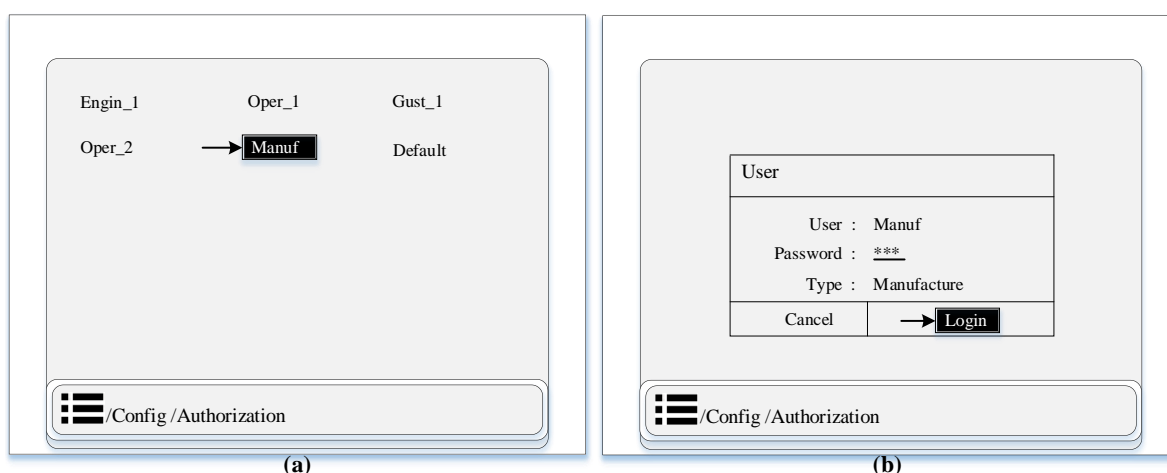 Engin_1 Oper_1 Gust_1
Oper_2 Manuf Default
/Config /Authorization
(a)
User
User : Manuf
Password : ***
Type : Manufacture
Cancel Login
/Config /Authorization
(b)